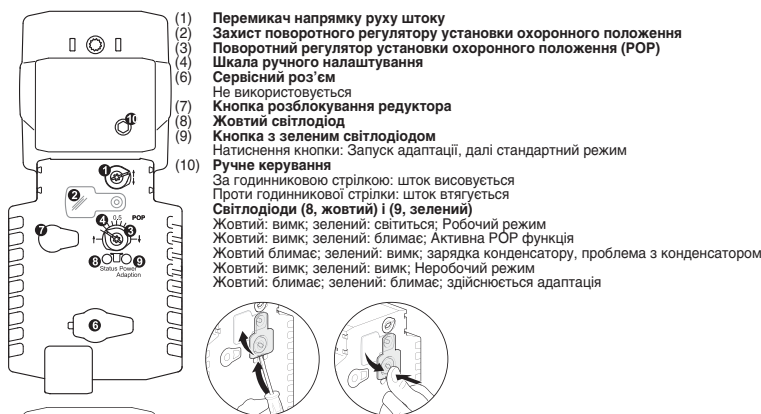 (1) Перемикач напрямку руху штоку
(2) Захист поворотного регулятору установки охоронного положення
(3) Поворотний регулятор установки охоронного положення (POP)
(4) Шкала ручного налаштування
(6) Сервісний роз'єм
Не використовується
(7) Кнопка розблокування редуктора
(8) Жовтий світлодіод
(9) Кнопка з зеленим світлодіодом
Натиснення кнопки: Запуск адаптації, далі стандартний режим
(10) Ручне керування
За годинниковою стрілкою: шток висовується
Проти годинникової стрілки: шток втягується
Світлодіоди (8, жовтий) і (9, зелений)
Жовтий: вимк; зелений: світиться; Робочий режим
Жовтий: вимк; зелений: блимає; Активна POP функція
Жовтий блимає; зелений: вимк; зарядка конденсатору, проблема з конденсатором
Жовтий: вимк; зелений: вимк; Неробочий режим
Жовтий: блимає; зелений: блимає; здійснюється адаптація
10
1
2
0.5 POP
4
7
3
8 9
Status Power
Adaption
6